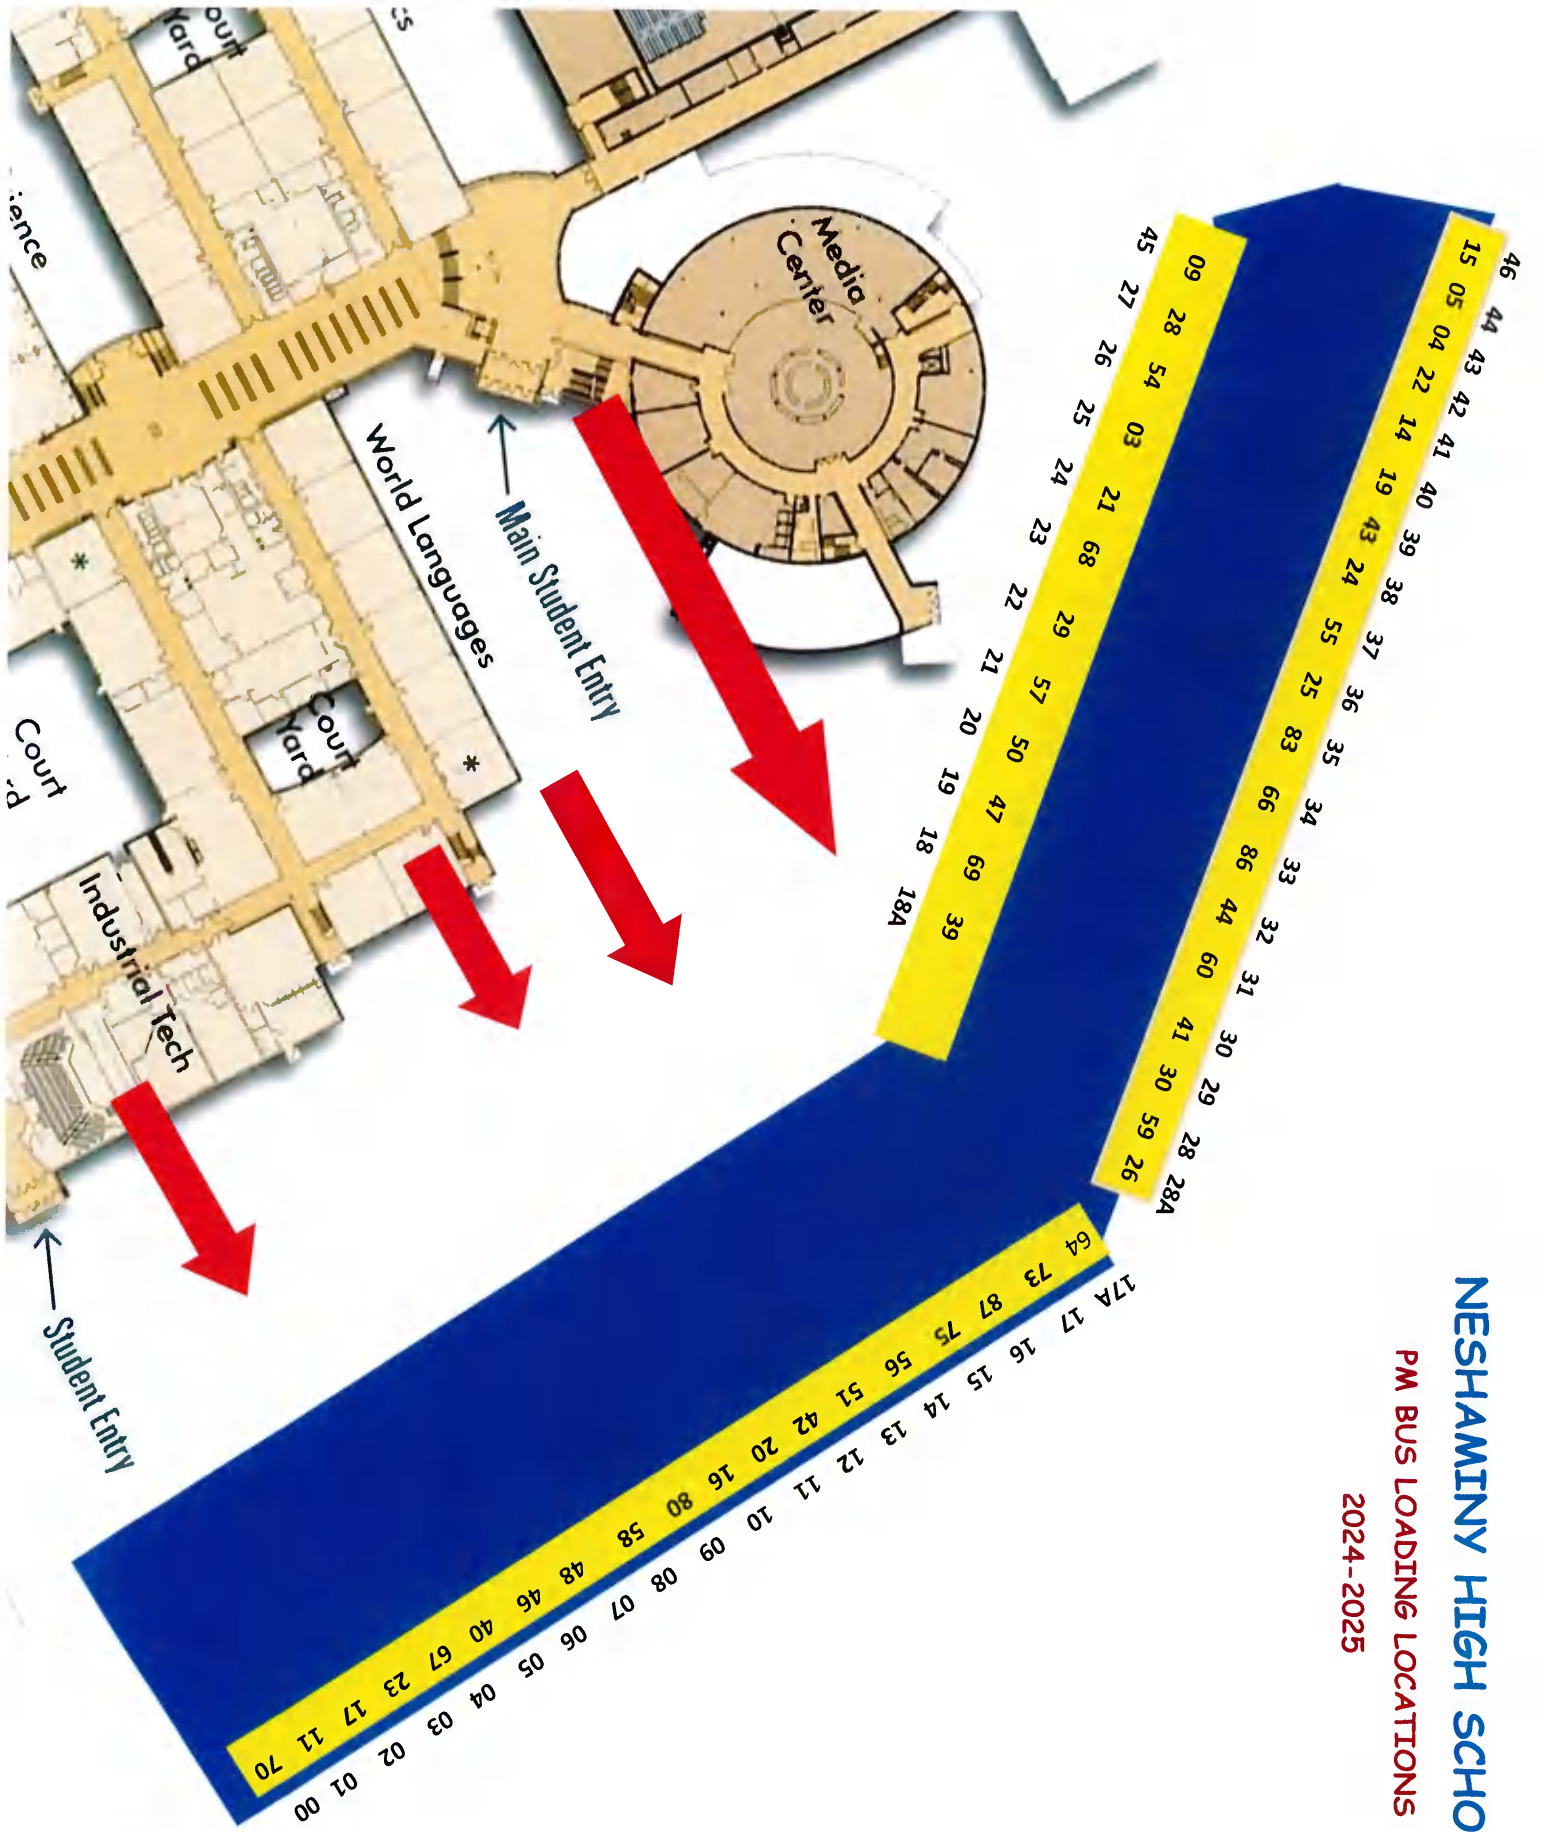 NESHAMINY HIGH SCHO
PM BUS LOADING LOCATIONS
2024-2025
46 44 43 42 41 40 39 38 37 36 35 34 33 32 31 30 29 28 28A
15 05 04 22 14 19 43 24 55 25 83 66 86 44 60 41 30 59 26
09 28 54 03 21 68 29 57 50 47 69 39
45 27 26 25 24 23 22 21 20 19 18 18A
70 11 17 23 67 40 46 48 58 80 16 20 42 51 56 75 87 73 64
00 01 02 03 04 05 06 07 08 09 10 11 12 13 14 15 16 17 17A
Media
Center
Main Student Entry
World Languages
Court
Yard
Court
Yard
Industrial Tech
Student Entry
Court
rd
ience
cs
*
*